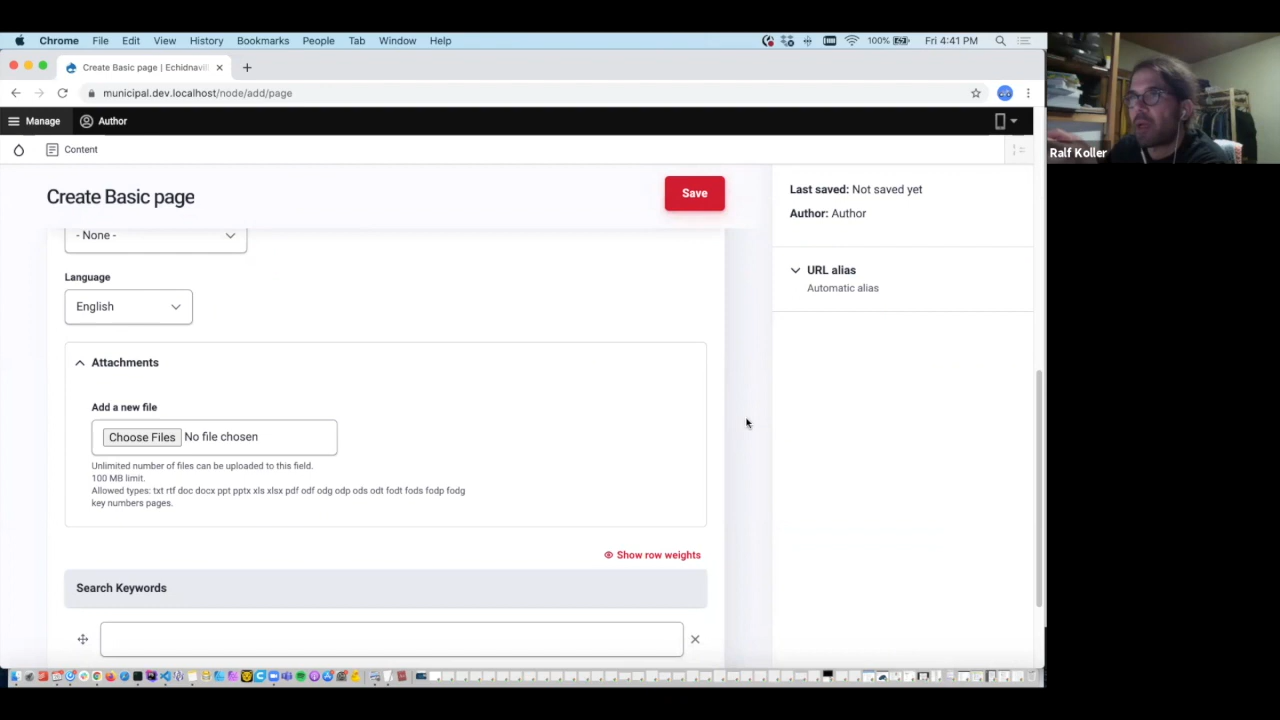 Chrome File Edit View History Bookmarks People Tab Window Help 100% Fri 4:41 PM
Create Basic page | Echidnavil
municipal.dev.localhost/node/add/page
Manage Author
Content
Create Basic page
Save
Last saved: Not saved yet
Author: Author
- None -
Language
English
URL alias
Automatic alias
Attachments
Add a new file
Choose Files No file chosen
Unlimited number of files can be uploaded to this field.
100 MB limit.
Allowed types: txt rtf doc docx ppt pptx xls xlsx pdf odf odg odp ods odt fodt fods fodp fodg
key numbers pages.
Show row weights
Search Keywords
Ralf Koller